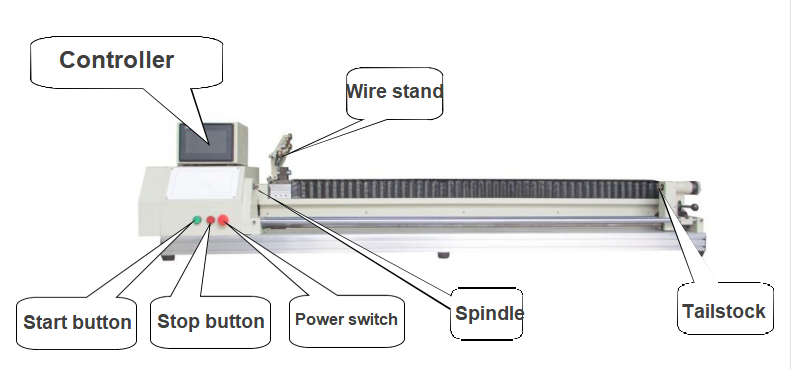 Controller
Wire stand
Start button
Stop button
Power switch
Spindle
Tailstock